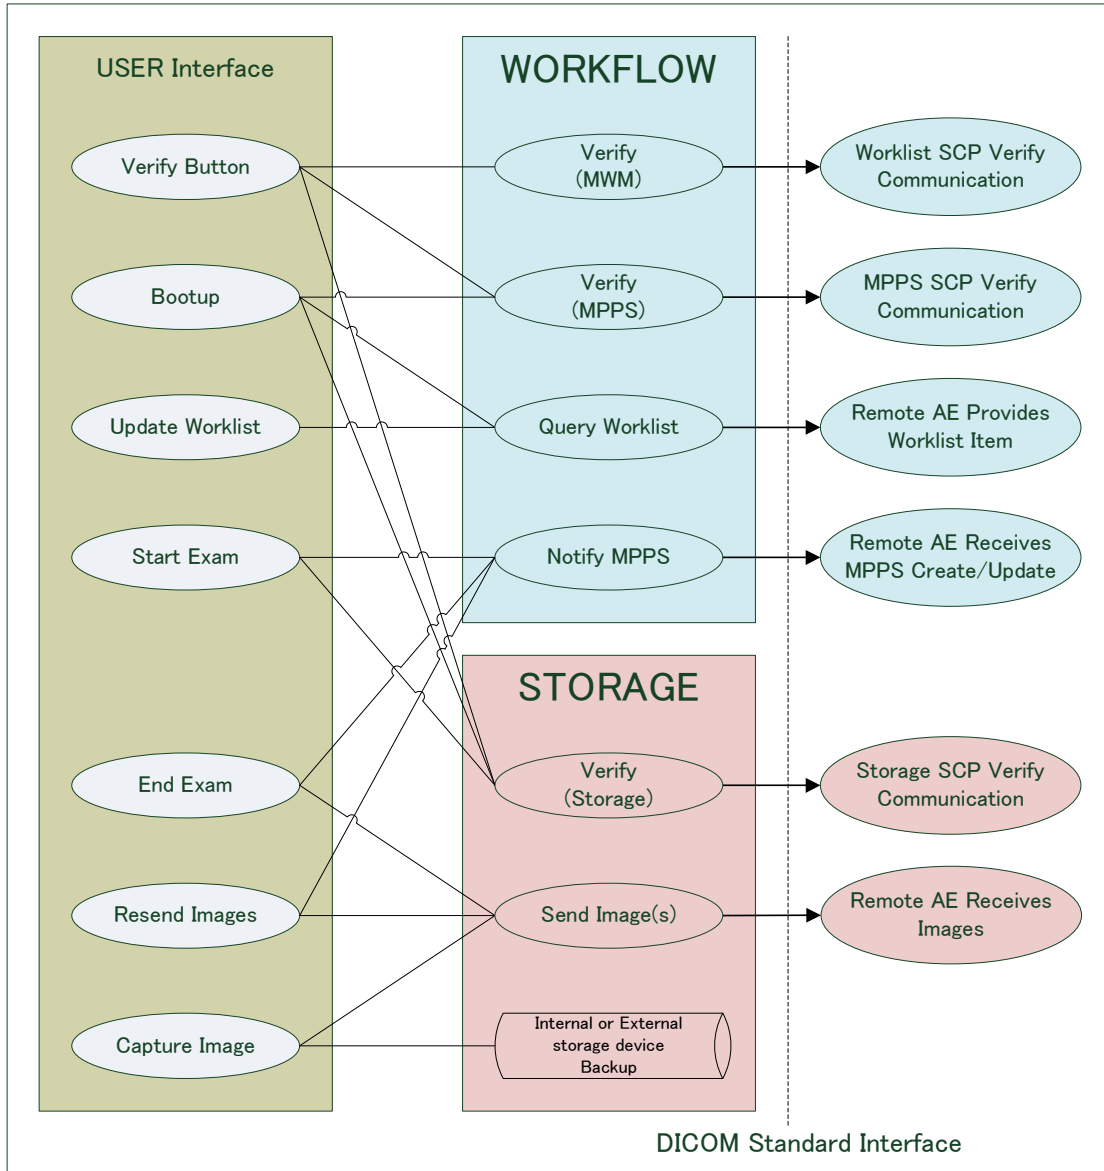 USER Interface
WORKFLOW
Verify Button
Verify
(MWM)
Worklist SCP Verify
Communication
Bootup
Verify
(MPPS)
MPPS SCP Verify
Communication
Update Worklist
Query Worklist
Remote AE Provides
Worklist Item
Start Exam
Notify MPPS
Remote AE Receives
MPPS Create/Update
STORAGE
End Exam
Verify
(Storage)
Storage SCP Verify
Communication
Resend Images
Send Image(s)
Remote AE Receives
Images
Capture Image
Internal or External
storage device
Backup
DICOM Standard Interface